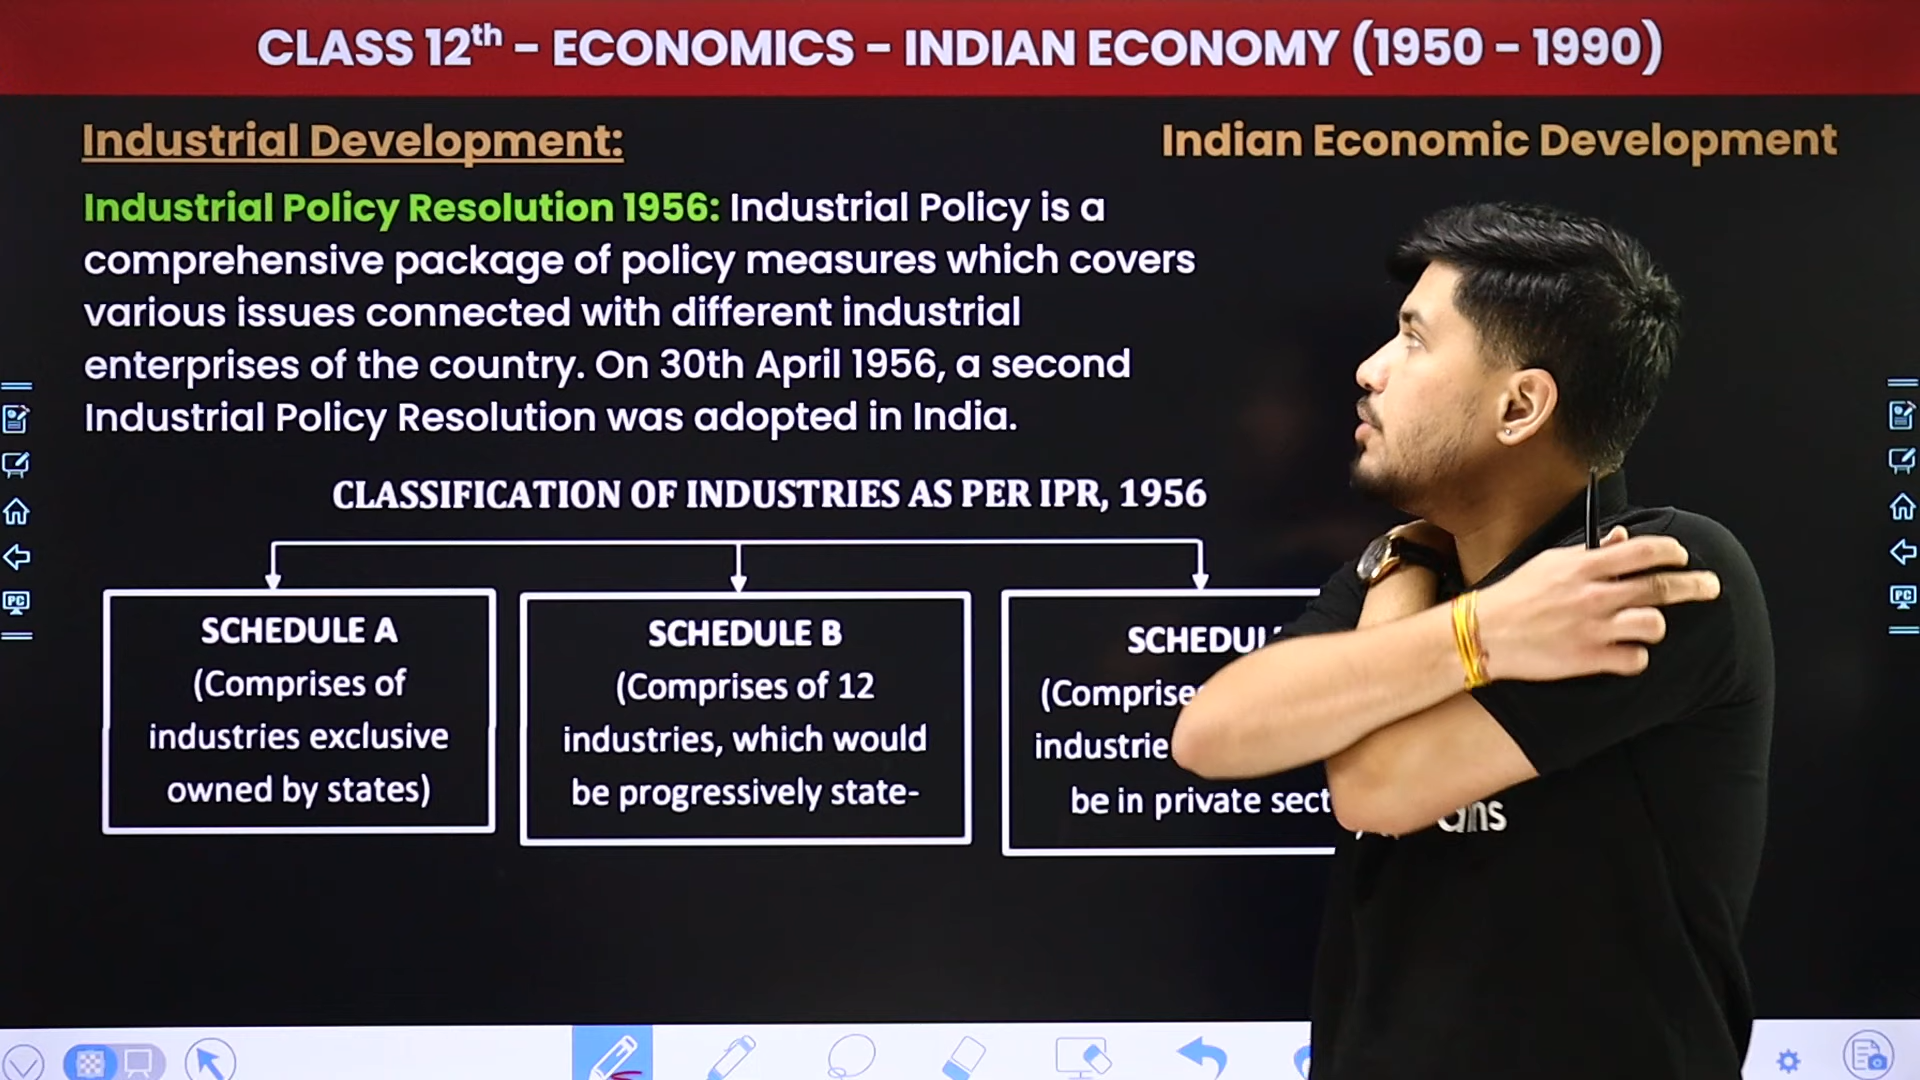 CLASS 12th – ECONOMICS – INDIAN ECONOMY (1950 – 1990)
Industrial Development:
Indian Economic Development
Industrial Policy Resolution 1956: Industrial Policy is a
comprehensive package of policy measures which covers
various issues connected with different industrial
enterprises of the country. On 30th April 1956, a second
Industrial Policy Resolution was adopted in India.
CLASSIFICATION OF INDUSTRIES AS PER IPR, 1956
SCHEDULE A
(Comprises of
industries exclusive
owned by states)
SCHEDULE B
(Comprises of 12
industries, which would
be progressively state-
be in private
PC
PC